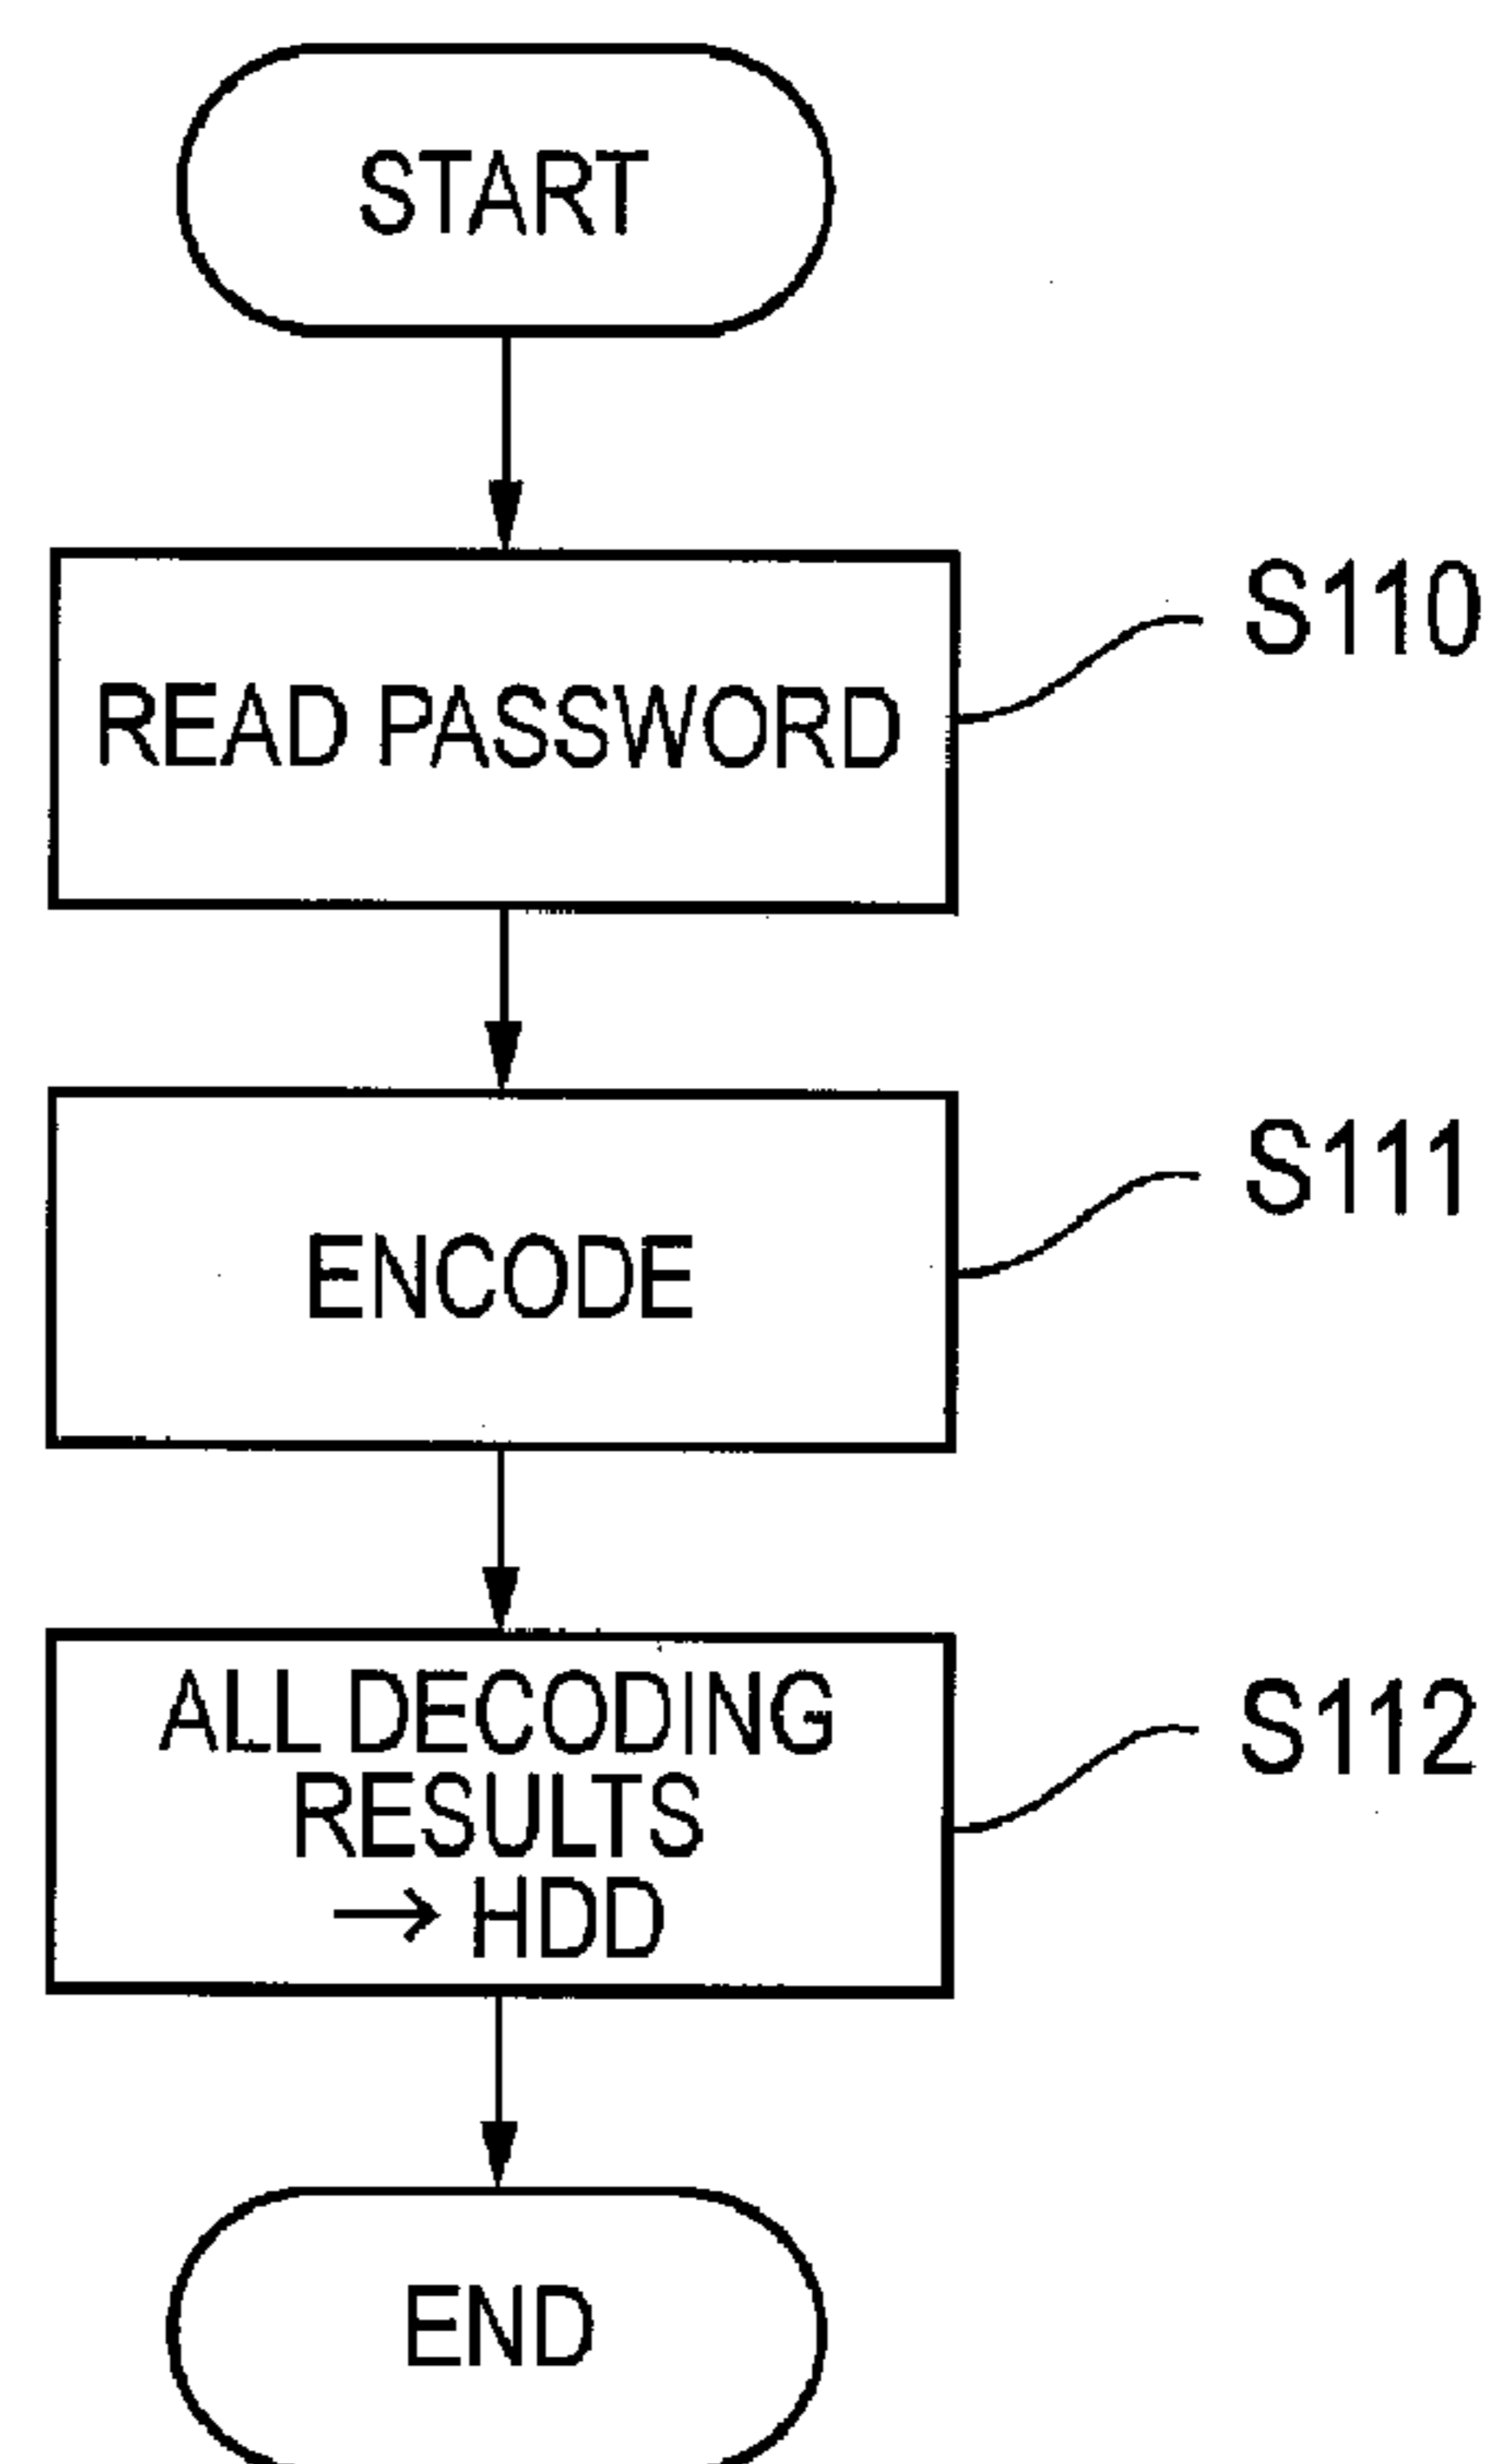 START
READ PASSWORD
S110
ENCODE
S111
ALL DECODING
RESULTS
→ HDD
S112
END